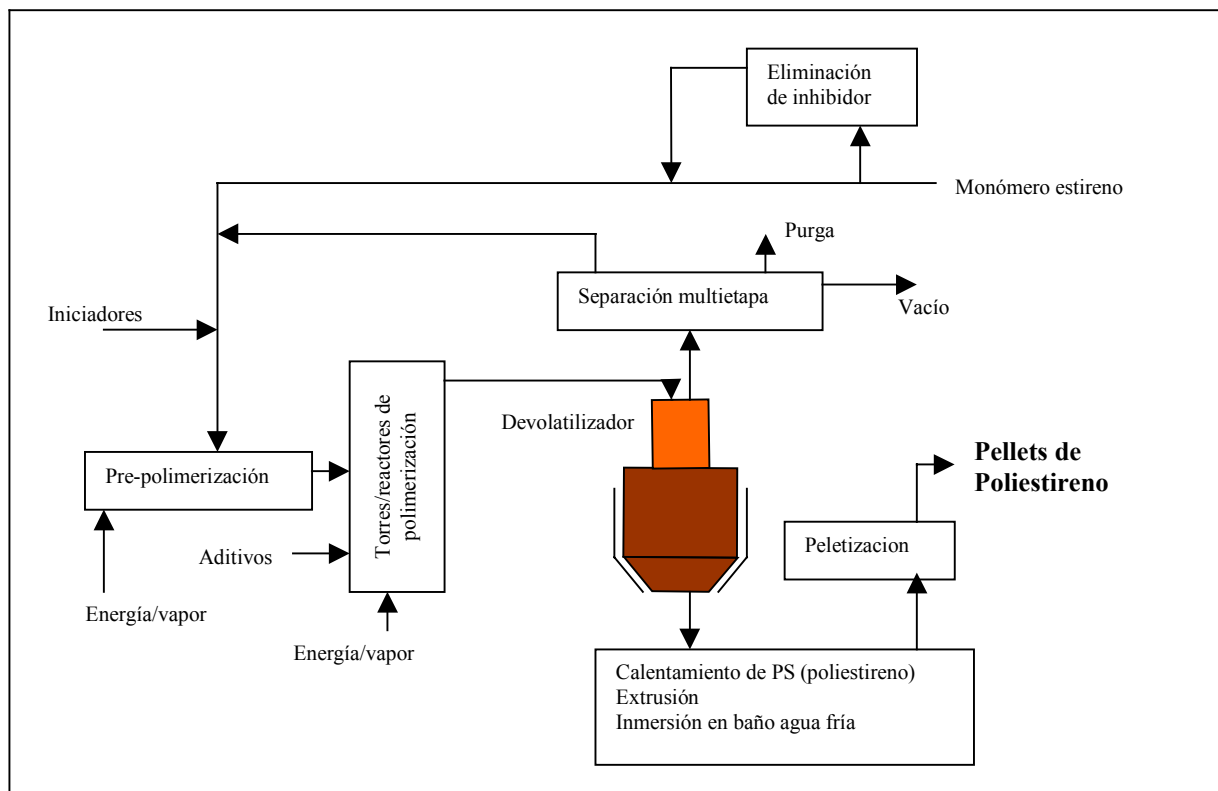 Eliminación
de inhibidor
Monómero estireno
Purga
Separación multietapa
Vacío
Iniciadores
Torres/reactores de
polimerización
Devolatilizador
Pre-polimerización
Pellets de
Poliestireno
Peletizacion
Aditivos
Energía/vapor
Energía/vapor
Calentamiento de PS (poliestireno)
Extrusión
Inmersión en baño agua fría